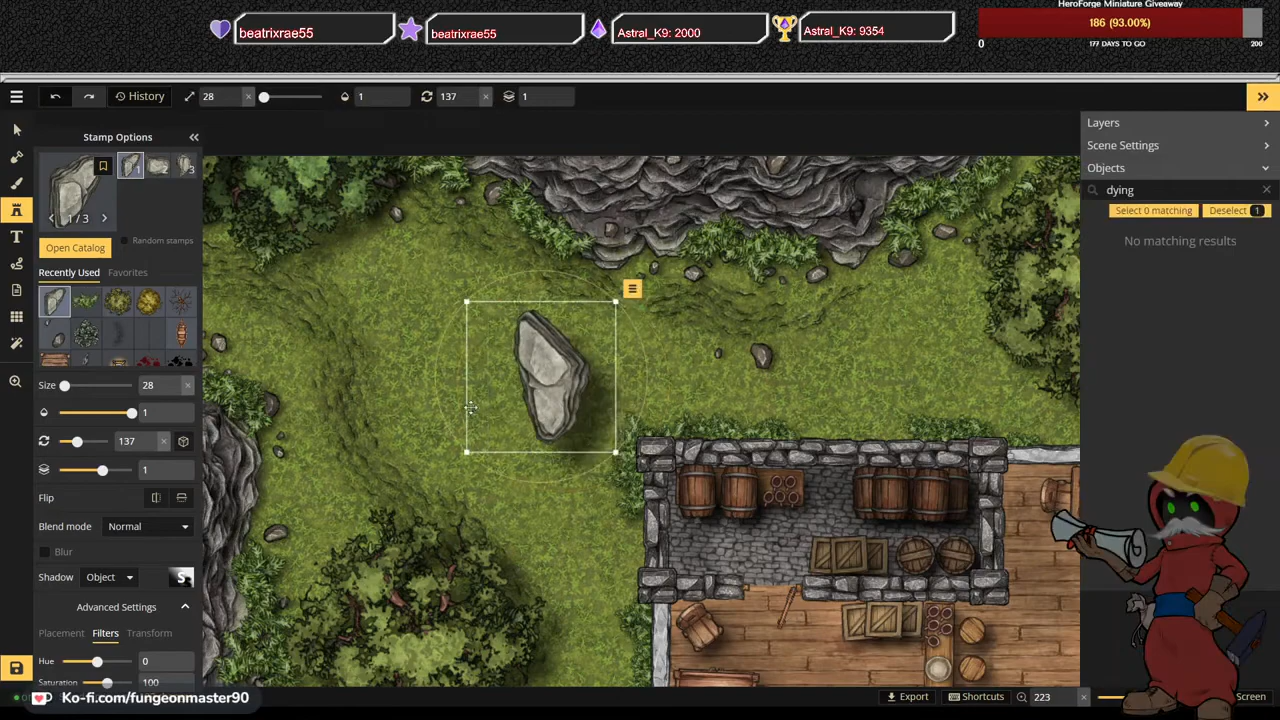 HeroForge Miniature Giveaway
beatrixrae55
beatrixrae55
Astral_K9: 2000
Astral_K9: 9354
186 (93.00%)
0
177 DAYS TO GO
200
History
28
1
137
1
Stamp Options
1
3
1 / 3
Open Catalog
Random stamps
Recently Used
Favorites
Size
28
1
137
1
Flip
Blend mode
Normal
Blur
Shadow
Object
S
Advanced Settings
Placement
Filters
Transform
Hue
0
Saturation
100
Ko-fi.com/fungeonmaster90
Layers
Scene Settings
Objects
dying
Select 0 matching
Deselect 1
No matching results
Export
Shortcuts
223
Screen